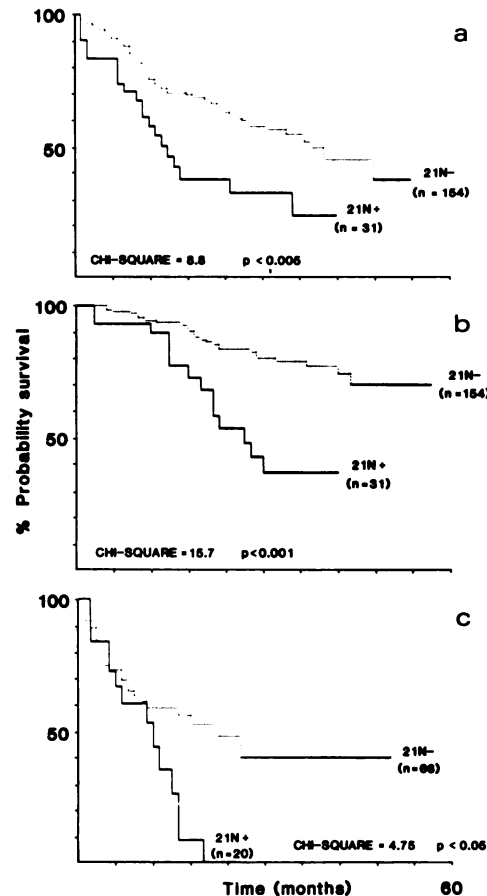 100
a
50
21N-
(n = 154)
21N+
(n = 31)
CHI-SQUARE = 8.8 p <0.005
% Probability survival
100
b
21N-
(n=154)
50
21N+
(n=31)
CHI-SQUARE = 15.7 p<0.001
100
c
50
21N-
(n=66)
21N+
(n=20)
CHI-SQUARE = 4.75 p < 0.05
Time (months) 60